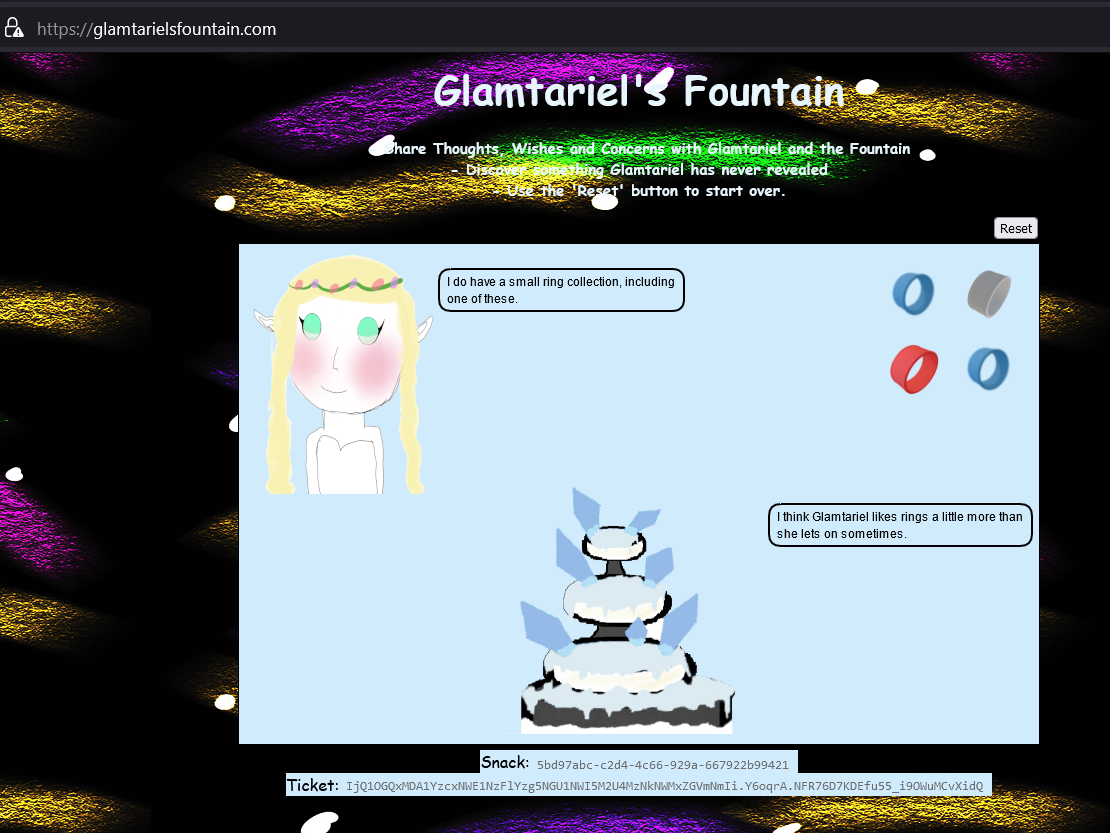 https://glamtarielsfountain.com
Glamtariel's Fountain
Share Thoughts, Wishes and Concerns with Glamtariel and the Fountain
- Discover something Glamtariel has never revealed
- Use the 'Reset' button to start over.
Reset
I do have a small ring collection, including
one of these.
I think Glamtariel likes rings a little more than
she lets on sometimes.
Snack: 5bd97abc-c2d4-4c66-929a-667922b99421
Ticket: IjQ1OGQxMDA1YzcxNWE1NzFlYzg5NGU1NWI5M2U4MzNkNWMxZGVmNmIi.Y6oqrA.NFR76D7KDEfu55_i9OWuMCvXidQ